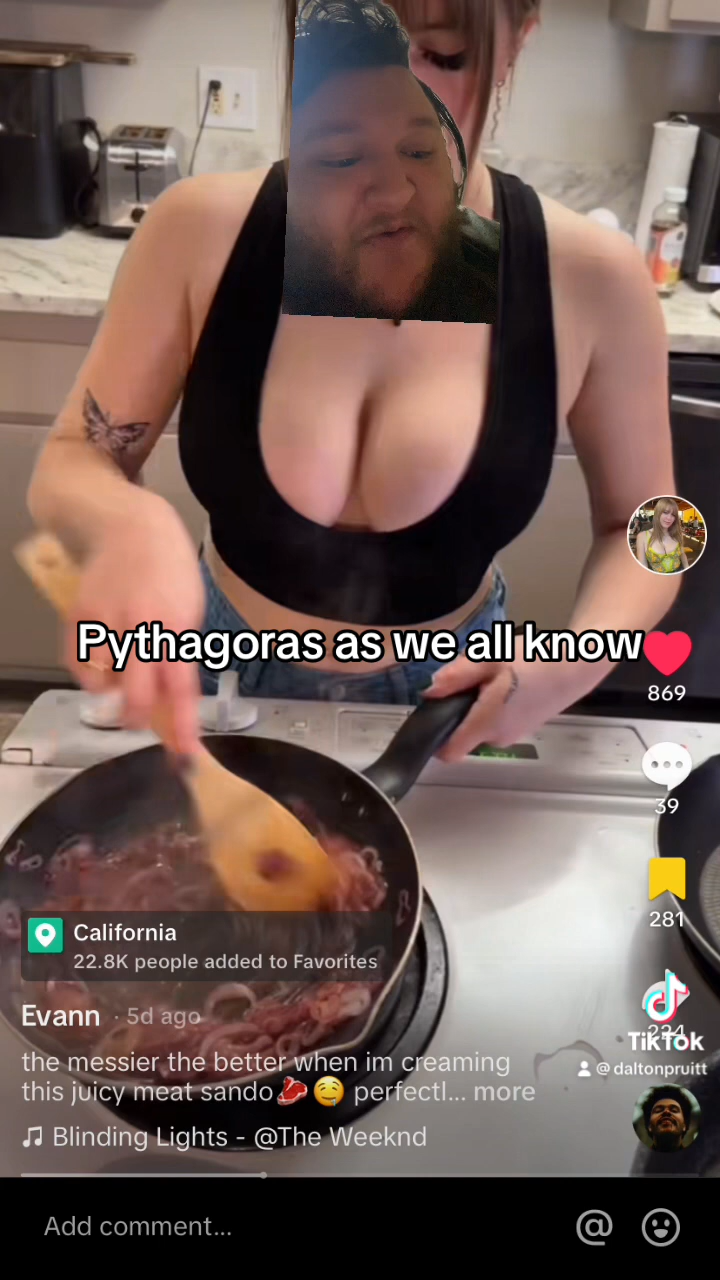 Pythagoras as we all know
869
39
California
22.8K people added to Favorites
281
Evann · 5d ago
the messier the better when im creaming
this juicy meat sando🥩🤤 perfectl... more
TikTok
@daltonpruitt
Blinding Lights - @The Weeknd
Add comment...